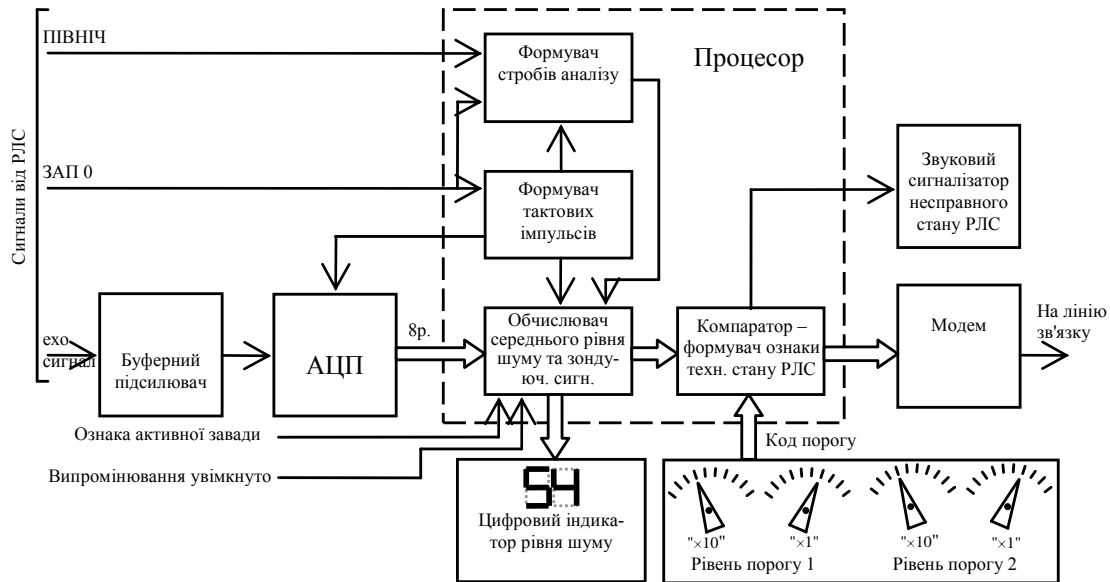 Сигнали від РЛС
ПІВНІЧ
Формувач
стробів аналізу
Процесор
ЗАП 0
Формувач
тактових
імпульсів
Звуковий
сигналізатор
несправного
стану РЛС
ехо
сигнал
Буферний
підсилювач
АЦП
8р.
Обчислювач
середнього рівня
шуму та зонду-
юч. сигн.
Компаратор –
формувач ознаки
техн. стану РЛС
Модем
На лінію
зв'язку
Ознака активної завади
Випромінювання увімкнуто
Код порогу
54
Цифровий індика-
тор рівня шуму
"×10" "×1" "×10" "×1"
Рівень порогу 1 Рівень порогу 2